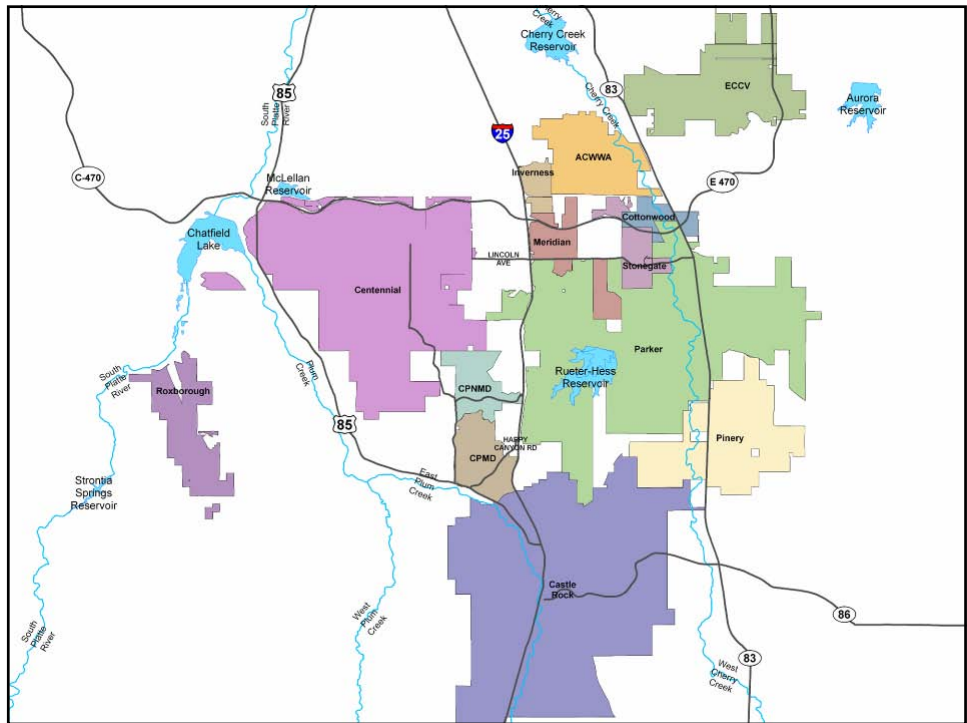 Cherry
Creek
Cherry Creek
Reservoir
85
South
Platte
River
83
ECCV
Cherry Creek
Aurora
Reservoir
25
ACWWA
C-470
McLellan
Reservoir
Inverness
E 470
Cottonwood
Chatfield
Lake
Meridian
LINCOLN
AVE
Stonegate
Centennial
Parker
Rueter-Hess
Reservoir
South
Platte
River
Plum
Creek
Roxborough
CPNMD
85
HAPPY
CANYON RD
Pinery
CPMD
Strontia
Springs
Reservoir
East
Plum
Creek
Castle
Rock
West
Plum
Creek
86
South
Platte
River
83
West
Cherry
Creek